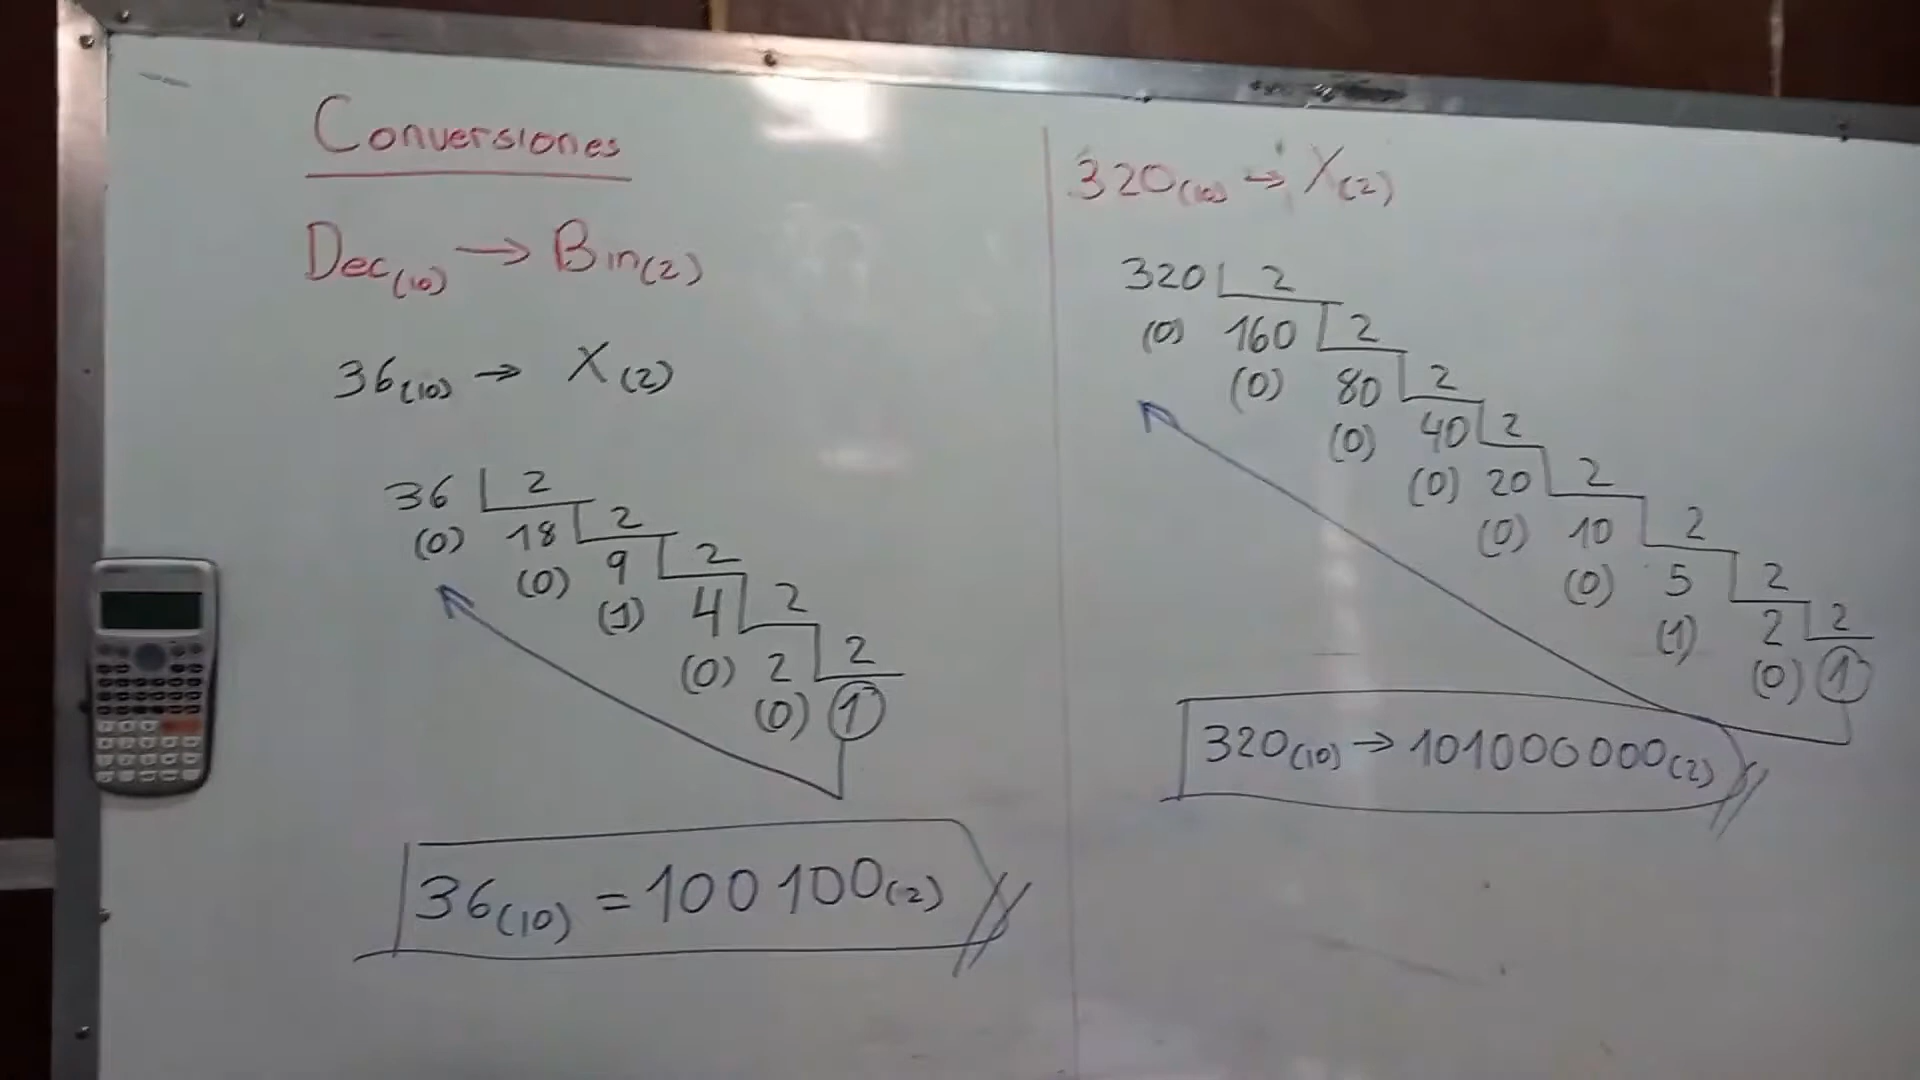 Conversiones
Dec(10) → Bin(2)
36(10) → X(2)
36 2
(0) 18 2
(0) 9 2
(1) 4 2
(0) 2 2
(0) 1
36(10) = 100100(2)
320(10) → X(2)
320 2
(0) 160 2
(0) 80 2
(0) 40 2
(0) 20 2
(0) 10 2
(0) 5 2
(1) 2 2
(0) 1
320(10) → 101000000(2)